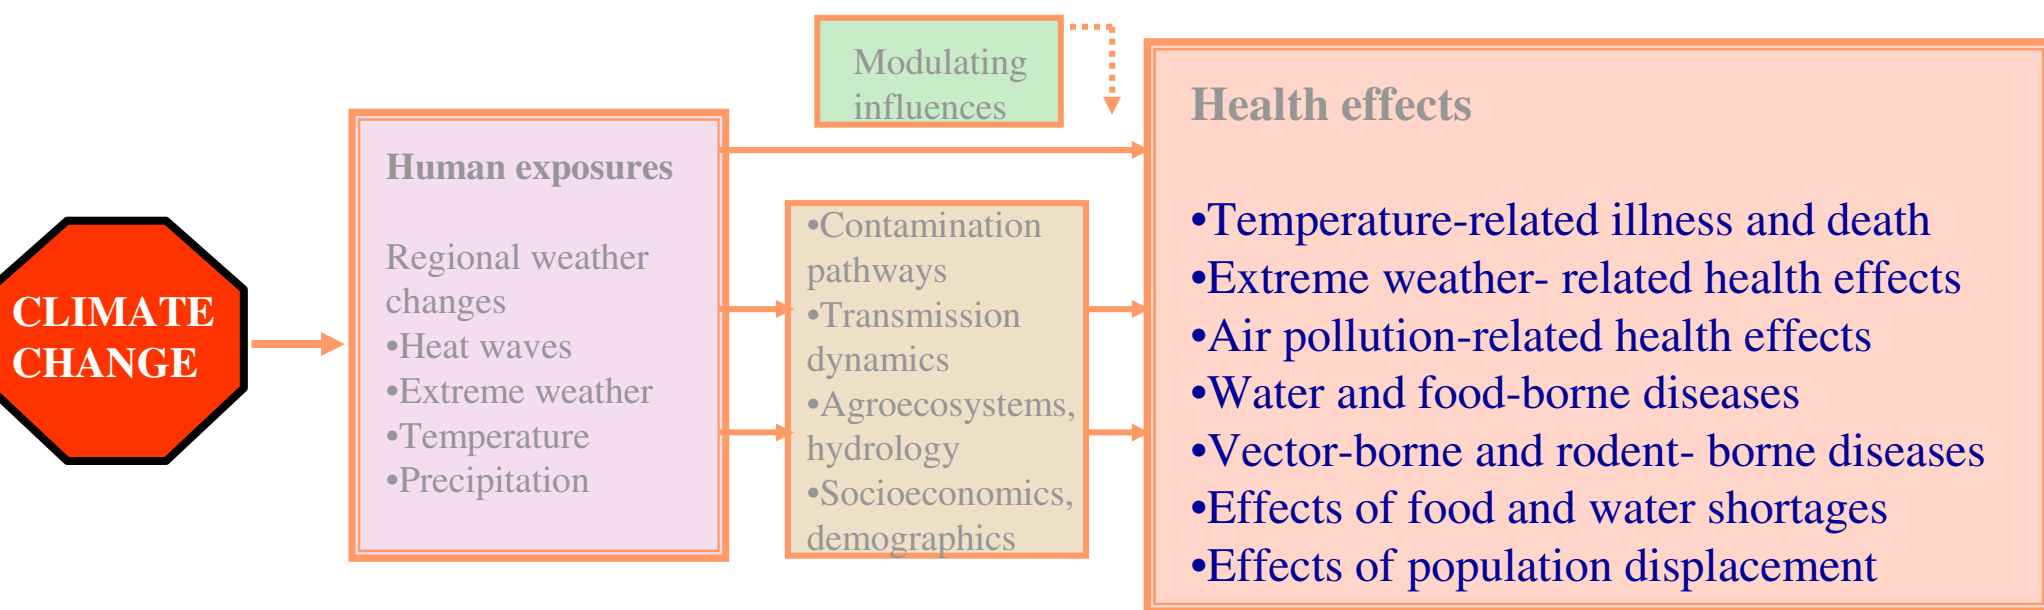 CLIMATE
CHANGE
Human exposures
Regional weather
changes
•Heat waves
•Extreme weather
•Temperature
•Precipitation
Modulating
influences
•Contamination
pathways
•Transmission
dynamics
•Agroecosystems,
hydrology
•Socioeconomics,
demographics
Health effects
•Temperature-related illness and death
•Extreme weather- related health effects
•Air pollution-related health effects
•Water and food-borne diseases
•Vector-borne and rodent- borne diseases
•Effects of food and water shortages
•Effects of population displacement